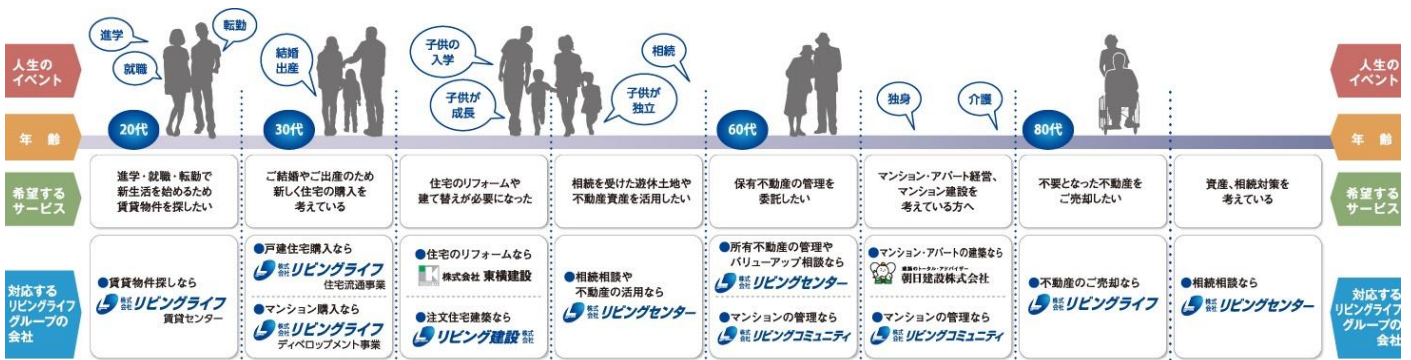 進学
就職
転勤
結婚
出産
子供の
入学
子供が
成長
子供が
独立
相続
独身
介護
人生の
イベント
人生の
イベント
年 齢
20代
30代
60代
80代
年 齢
希望する
サービス
進学・就職・転勤で
新生活を始めるため
賃貸物件を探したい
ご結婚やご出産のため
新しく住宅の購入を
考えている
住宅のリフォームや
建て替えが必要になった
相続を受けた遊休土地や
不動産資産を活用したい
保有不動産の管理を
委託したい
マンション・アパート経営、
マンション建設を
考えている方へ
不要となった不動産を
ご売却したい
資産、相続対策を
考えている
希望する
サービス
対応する
リビングライフ
グループの
会社
●賃貸物件探しなら
株式会社 リビングライフ
賃貸センター
●戸建住宅購入なら
株式会社 リビングライフ
住宅流通事業
●マンション購入なら
株式会社 リビングライフ
ディベロップメント事業
●住宅のリフォームなら
株式会社 東横建設
●注文住宅建築なら
リビング建設 株式会社
●相続相談や
不動産の活用なら
株式会社 リビングセンター
●所有不動産の管理や
バリューアップ相談なら
株式会社 リビングセンター
●マンションの管理なら
株式会社 リビングコミュニティ
●マンション・アパートの建築なら
建築のトータル・アドバイザー
朝日建設株式会社
●マンションの管理なら
株式会社 リビングコミュニティ
●不動産のご売却なら
株式会社 リビングライフ
●相続相談なら
株式会社 リビングセンター
対応する
リビングライフ
グループの
会社